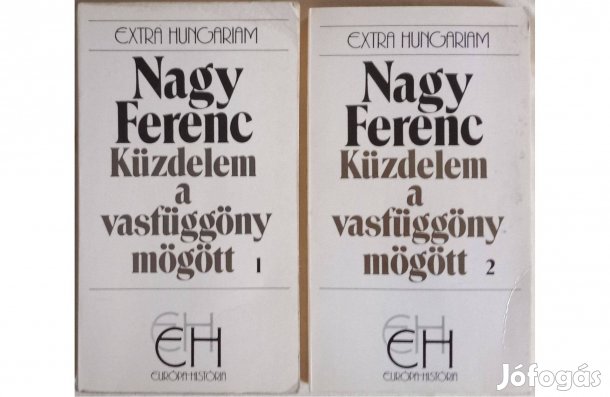 EXTRA HUNGARIAM
Nagy
Ferenc
Küzdelem
a
vasfüggöny
mögött 1
EH
EURÓPA-HISTÓRIA
EXTRA HUNGARIAM
Nagy
Ferenc
Küzdelem
a
vasfüggöny
mögött 2
EH
EURÓPA-HISTÓRIA
Jófogás